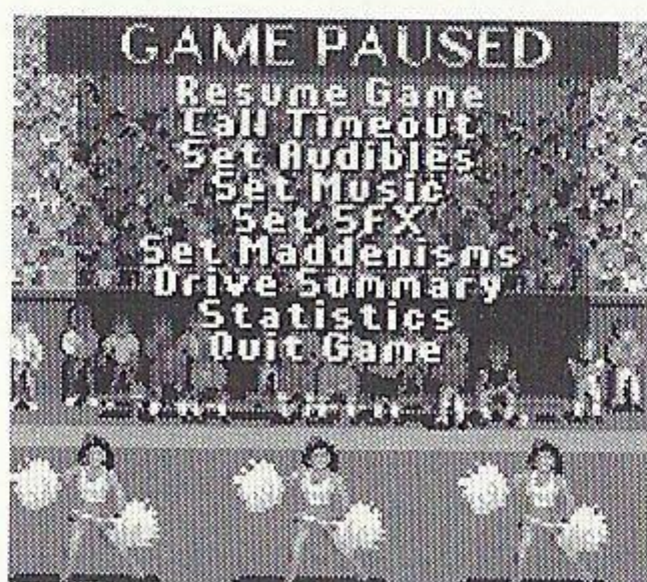 GAME PAUSED
Resume Game
Call Timeout
Set Audibles
Set Music
Set SFX
Set Maddenisms
Drive Summary
Statistics
Quit Game